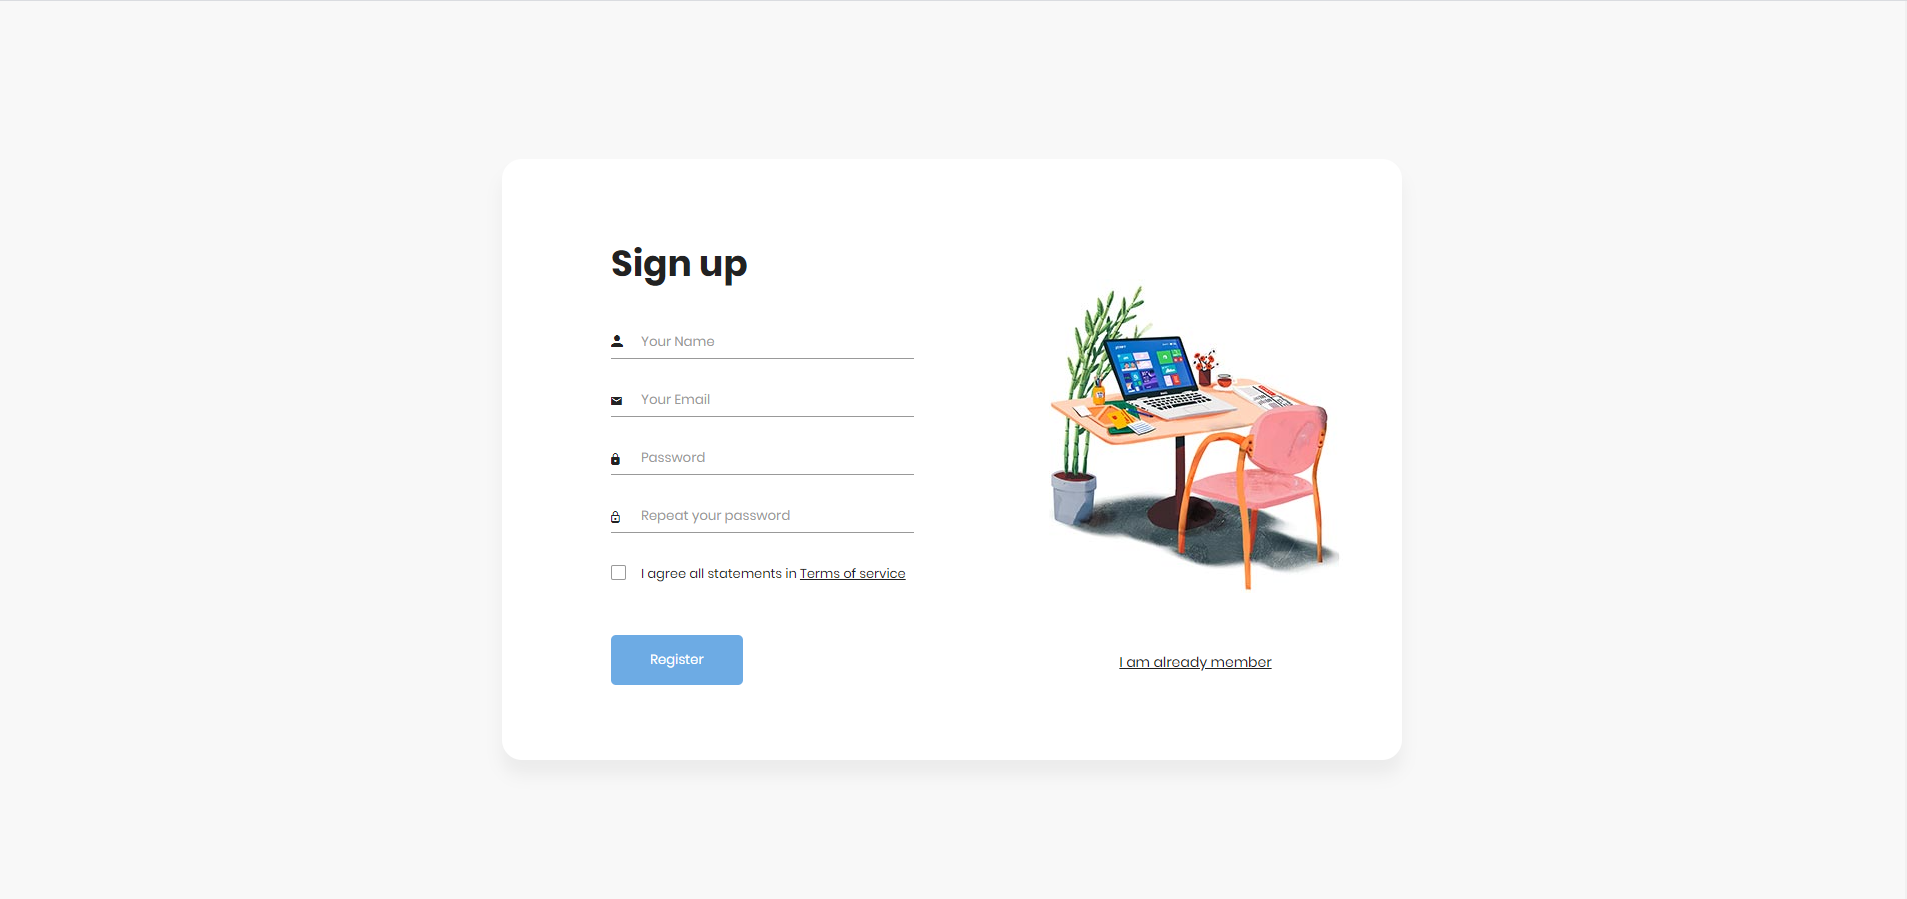 Sign up
Your Name
Your Email
Password
Repeat your password
I agree all statements in Terms of service
Register
I am already member